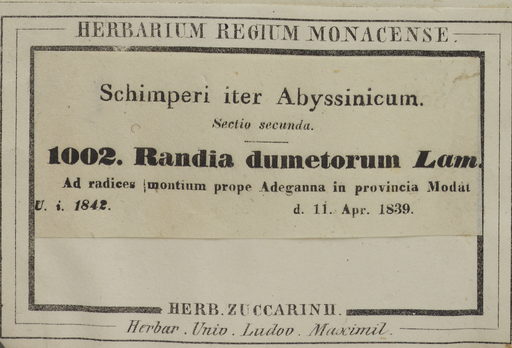 HERBARIUM REGIUM MONACENSE.
Schimperi iter Abyssinicum.
Sectio secunda.
1002. Randia dumetorum Lam.
Ad radices montium prope Adeganna in provincia Modat
U. i. 1842. d. 11. Apr. 1839.
HERB. ZUCCARINII.
Herbar. Univ. Ludov. Maximil.